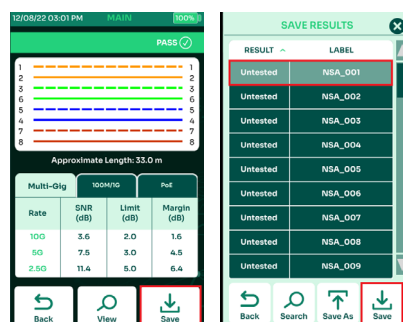 12/08/22 03:01 PM MAIN 100%
PASS
1 1
2 2
3 3
6 6
5 5
4 4
7 7
8 8
Approximate Length: 33.0 m
Multi-Gig 100M/1G PoE
Rate SNR (dB) Limit (dB) Margin (dB)
10G 3.6 2.0 1.6
5G 7.5 3.0 4.5
2.5G 11.4 5.0 6.4
Back View Save
SAVE RESULTS
RESULT LABEL
Untested NSA_001
Untested NSA_002
Untested NSA_003
Untested NSA_004
Untested NSA_005
Untested NSA_006
Untested NSA_007
Untested NSA_008
Untested NSA_009
Back Search Save As Save